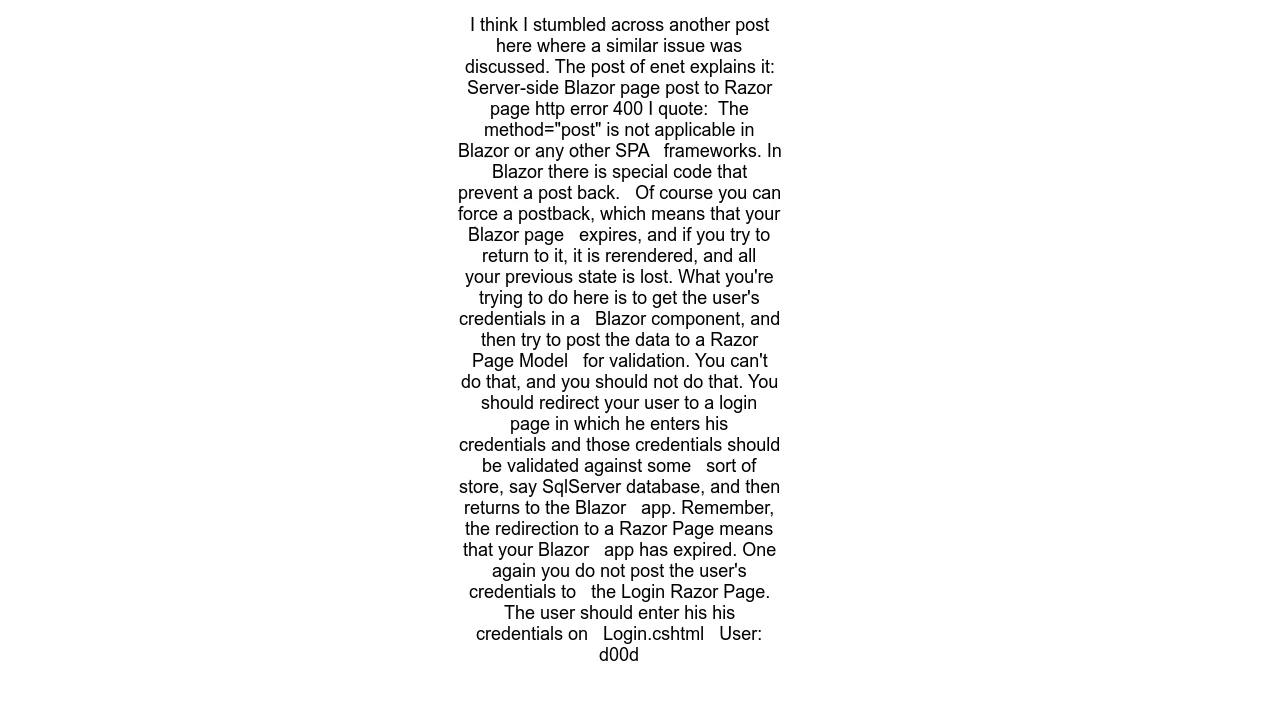 I think I stumbled across another post
here where a similar issue was
discussed. The post of enet explains it:
Server-side Blazor page post to Razor
page http error 400 I quote:  The
method="post" is not applicable in
Blazor or any other SPA   frameworks. In
Blazor there is special code that
prevent a post back.   Of course you can
force a postback, which means that your
Blazor page   expires, and if you try to
return to it, it is rerendered, and all
your previous state is lost. What you're
trying to do here is to get the user's
credentials in a   Blazor component, and
then try to post the data to a Razor
Page Model   for validation. You can't
do that, and you should not do that. You
should redirect your user to a login
page in which he enters his
credentials and those credentials should
be validated against some   sort of
store, say SqlServer database, and then
returns to the Blazor   app. Remember,
the redirection to a Razor Page means
that your Blazor   app has expired. One
again you do not post the user's
credentials to   the Login Razor Page.
The user should enter his his
credentials on   Login.cshtml   User:
d00d